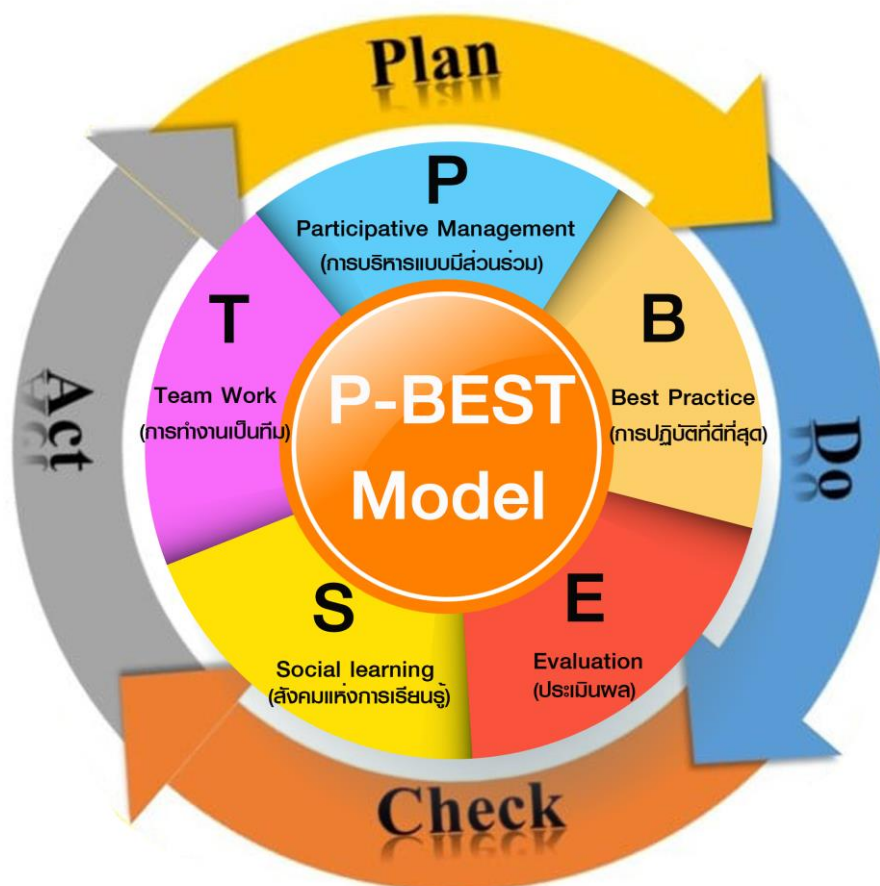 Plan
Do
Check
Act
P
Participative Management
(การบริหารแบบมีส่วนร่วม)
B
Best Practice
(การปฏิบัติที่ดีที่สุด)
E
Evaluation
(ประเมินผล)
S
Social learning
(สังคมแห่งการเรียนรู้)
T
Team Work
(การทำงานเป็นทีม)
P-BEST
Model